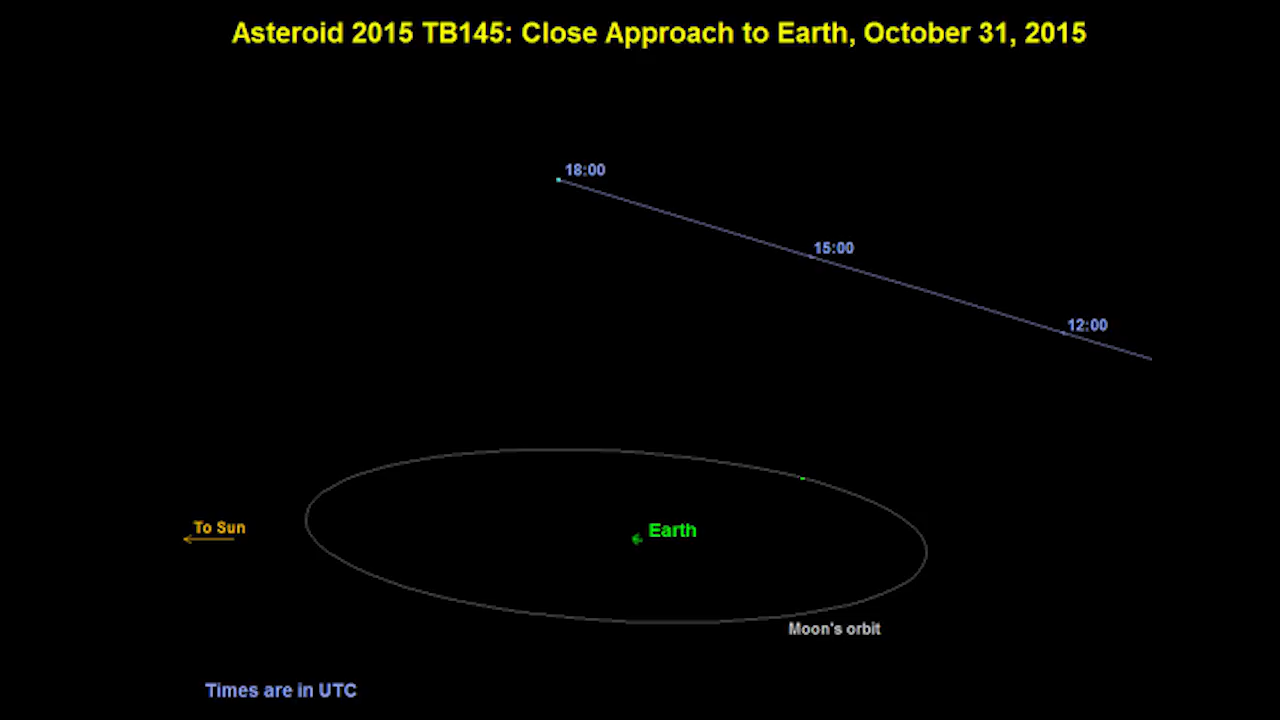 Asteroid 2015 TB145: Close Approach to Earth, October 31, 2015
18:00
15:00
12:00
To Sun
Earth
Moon's orbit
Times are in UTC